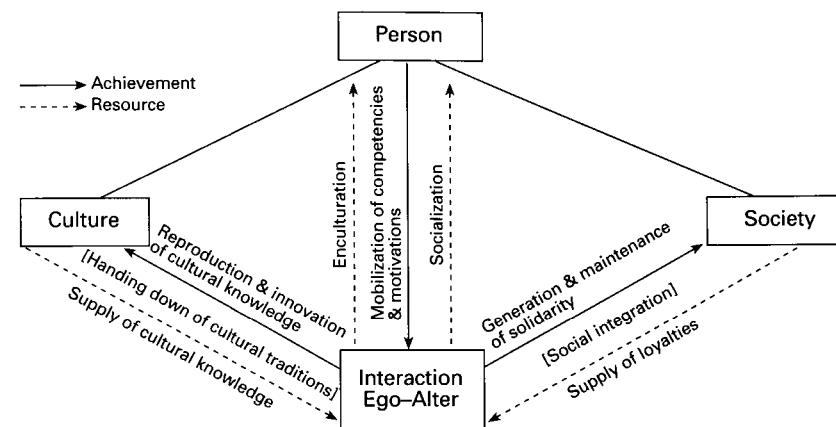 Person
Achievement
Resource
Enculturation
Mobilization of competencies
& motivations
Socialization
Culture
Society
Reproduction & innovation
of cultural knowledge
[Handing down of cultural traditions]
Supply of cultural knowledge
Generation & maintenance
of solidarity
[Social integration]
Supply of loyalties
Interaction
Ego–Alter